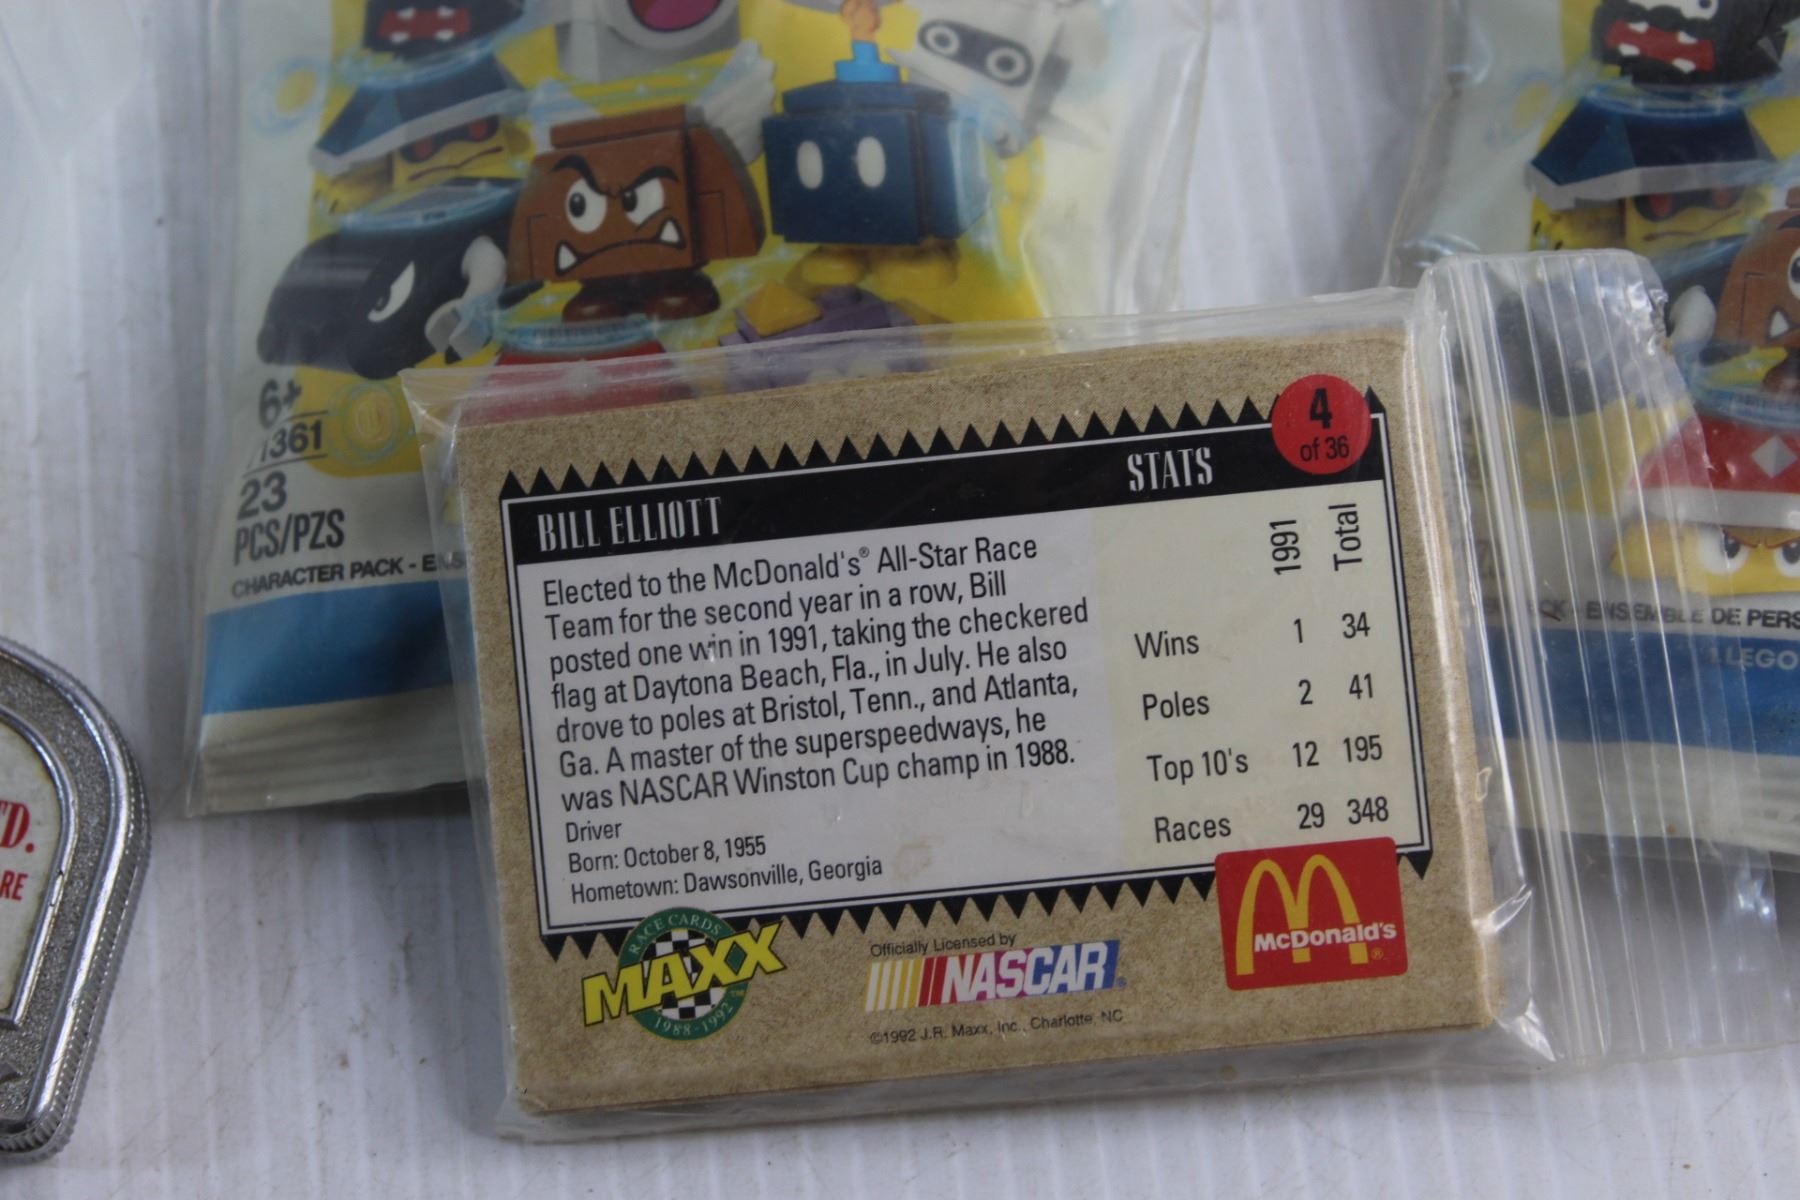 6+
361
23
PCS/PZS
CHARACTER PACK -
4
of 36
BILL ELLIOTT
STATS
Elected to the McDonald's® All-Star Race
Team for the second year in a row, Bill
posted one win in 1991, taking the checkered
flag at Daytona Beach, Fla., in July. He also
drove to poles at Bristol, Tenn., and Atlanta,
Ga. A master of the superspeedways, he
was NASCAR Winston Cup champ in 1988.
Driver
Born: October 8, 1955
Hometown: Dawsonville, Georgia
1991 Total
Wins 1 34
Poles 2 41
Top 10's 12 195
Races 29 348
RACE CARDS
MAXX
TM
1988-1992
Officially Licensed by
NASCAR®
©1992 J.R. Maxx, Inc., Charlotte, NC
McDonald's®
ENSEMBLE DE PERS
LEGO
D.
RE